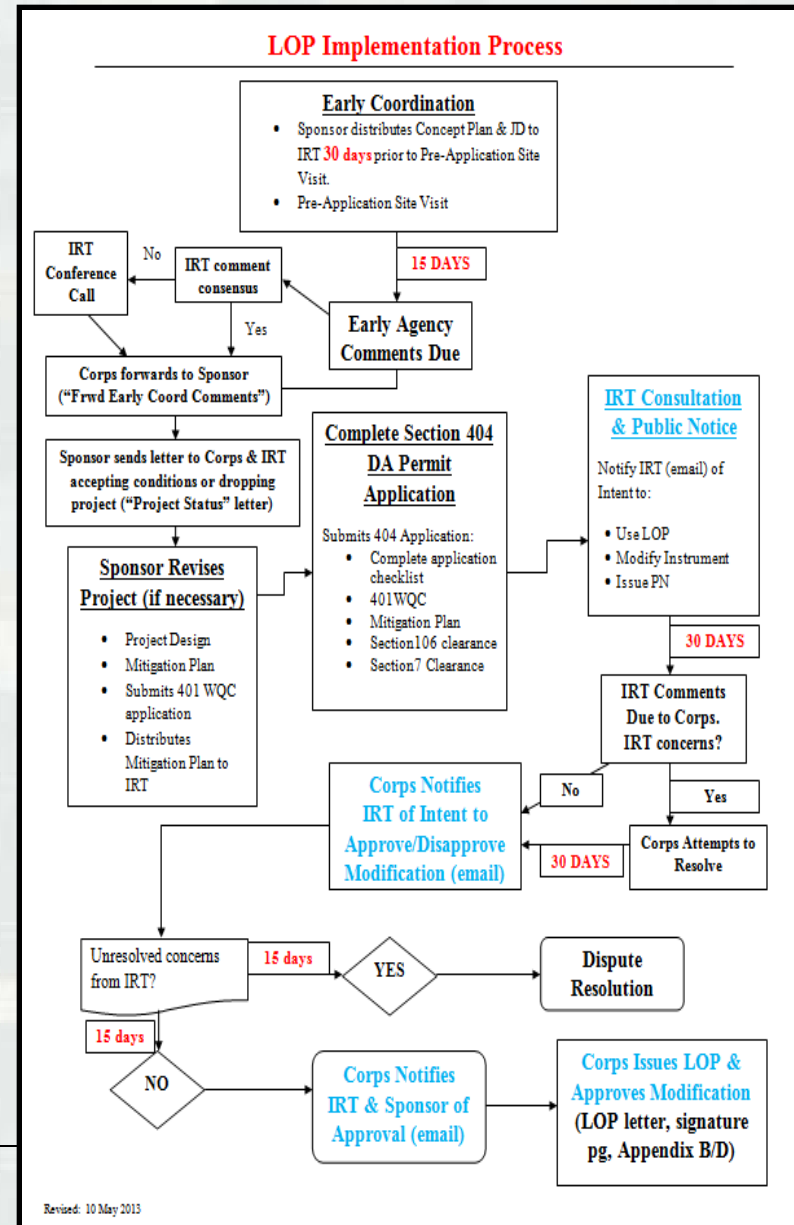 LOP Implementation Process
Early Coordination
• Sponsor distributes Concept Plan & JD to
IRT 30 days prior to Pre-Application Site
Visit.
• Pre-Application Site Visit
15 DAYS
Early Agency
Comments Due
IRT comment
consensus
No
IRT
Conference
Call
Yes
Corps forwards to Sponsor
("Frwd Early Coord Comments")
Sponsor sends letter to Corps & IRT
accepting conditions or dropping
project ("Project Status" letter)
Sponsor Revises
Project (if necessary)
• Project Design
• Mitigation Plan
• Submits 401 WQC
application
• Distributes
Mitigation Plan to
IRT
Complete Section 404
DA Permit
Application
Submits 404 Application:
• Complete application
checklist
• 401WQC
• Mitigation Plan
• Section106 clearance
• Section7 Clearance
IRT Consultation
& Public Notice
Notify IRT (email) of
Intent to:
• Use LOP
• Modify Instrument
• Issue PN
30 DAYS
IRT Comments
Due to Corps.
IRT concerns?
No
Yes
Corps Attempts to
Resolve
30 DAYS
Corps Notifies
IRT of Intent to
Approve/Disapprove
Modification (email)
Unresolved concerns
from IRT?
15 days
YES
Dispute
Resolution
15 days
NO
Corps Notifies
IRT & Sponsor of
Approval (email)
Corps Issues LOP &
Approves Modification
(LOP letter, signature
pg, Appendix B/D)
Revised: 10 May 2013